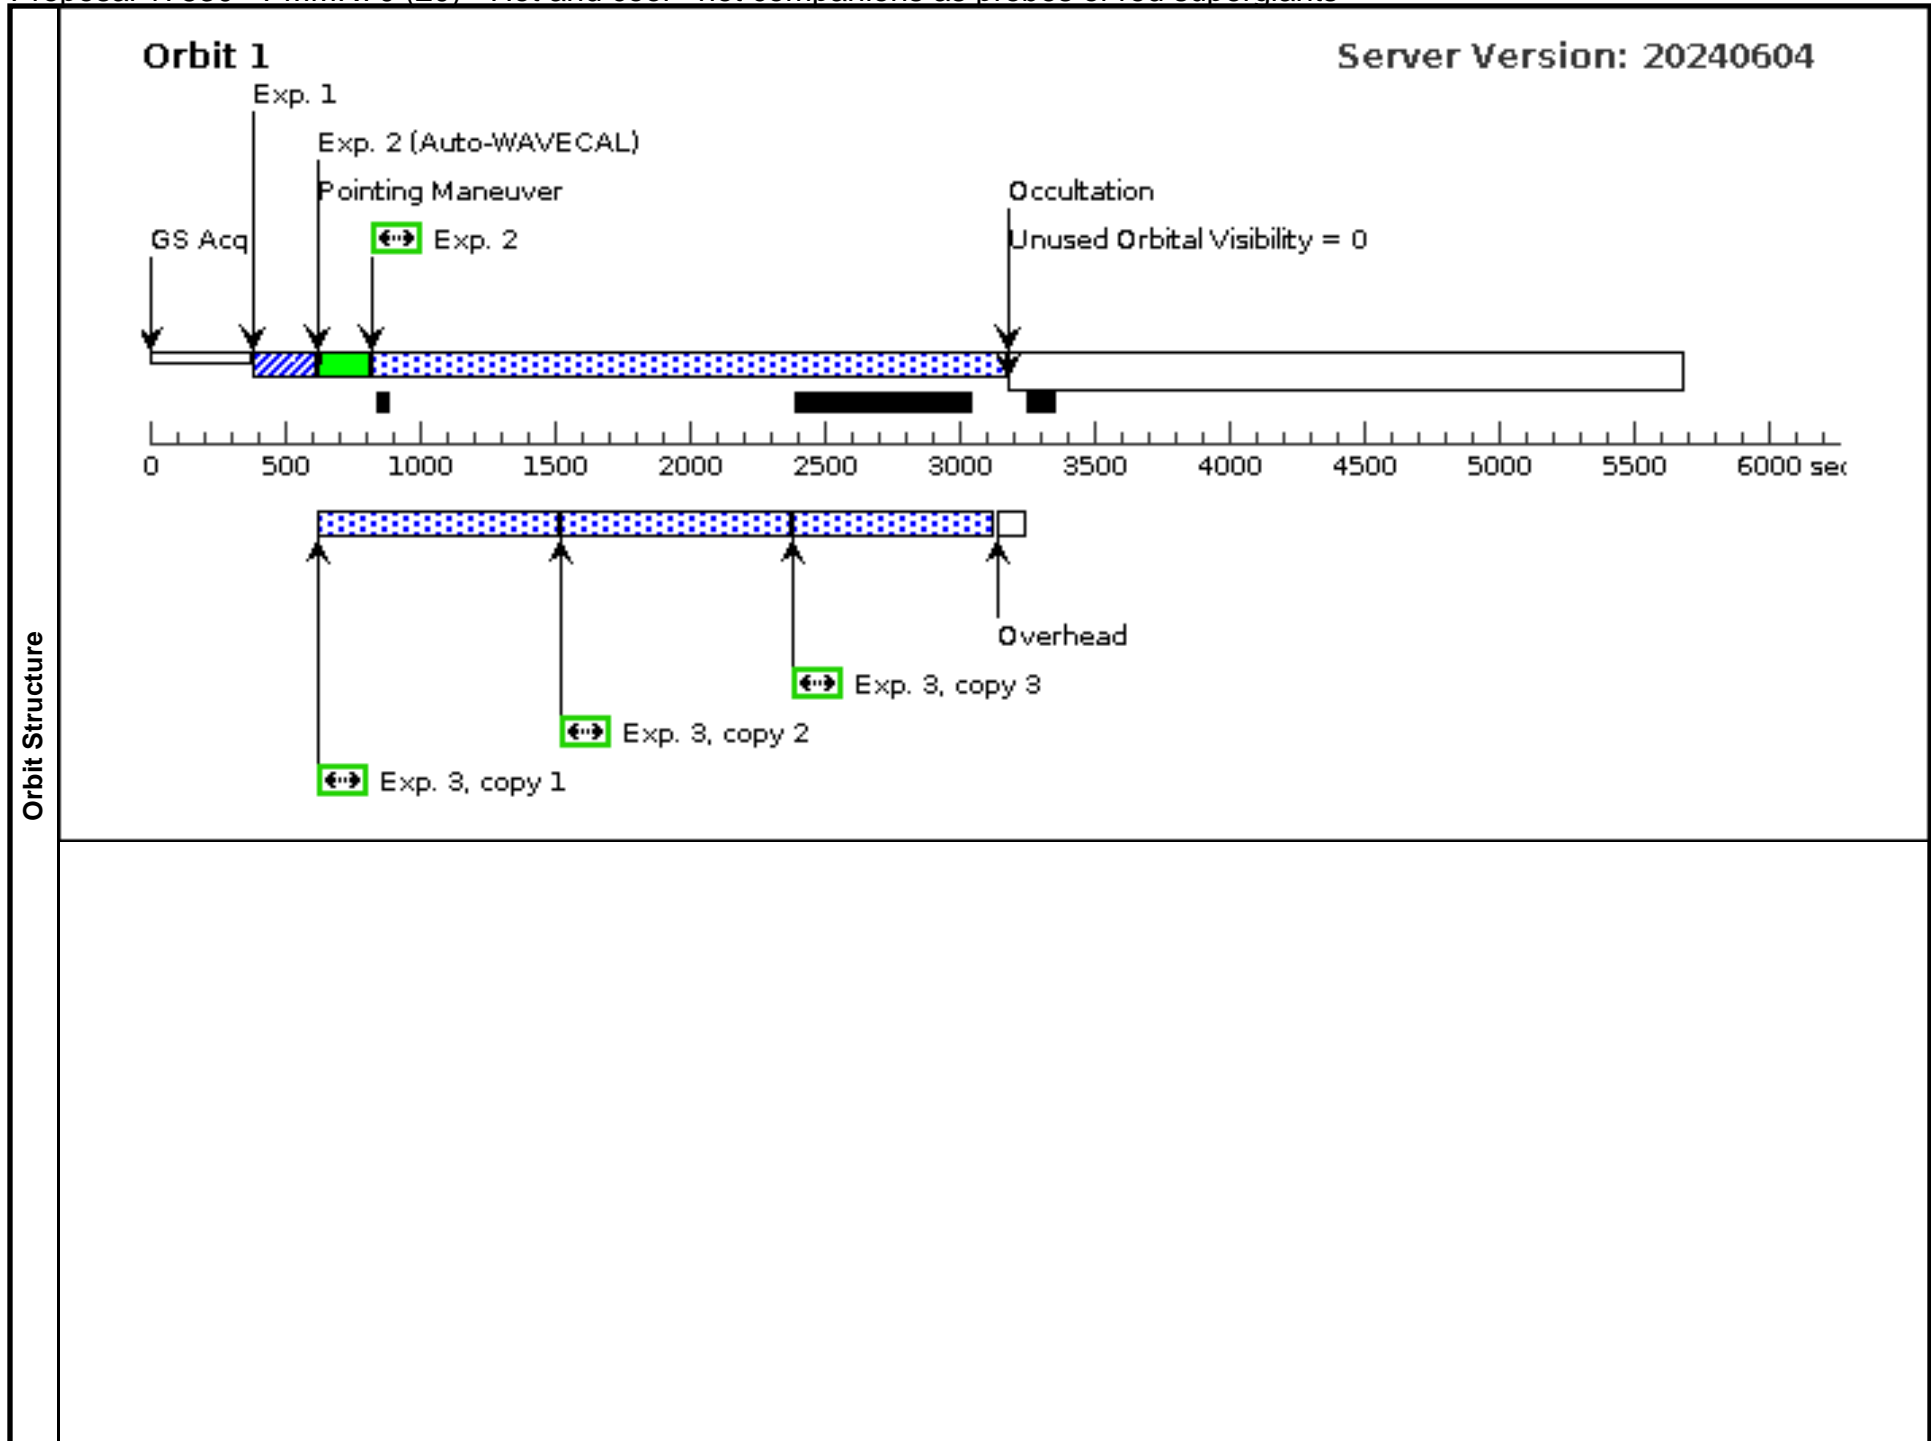 Orbit 1
Server Version: 20240604
Exp. 1
Exp. 2 (Auto-WAVECAL)
Pointing Maneuver
Occultation
GS Acq
Exp. 2
Unused Orbital Visibility = 0
0 500 1000 1500 2000 2500 3000 3500 4000 4500 5000 5500 6000 sec
Overhead
Exp. 3, copy 3
Exp. 3, copy 2
Exp. 3, copy 1
Orbit Structure